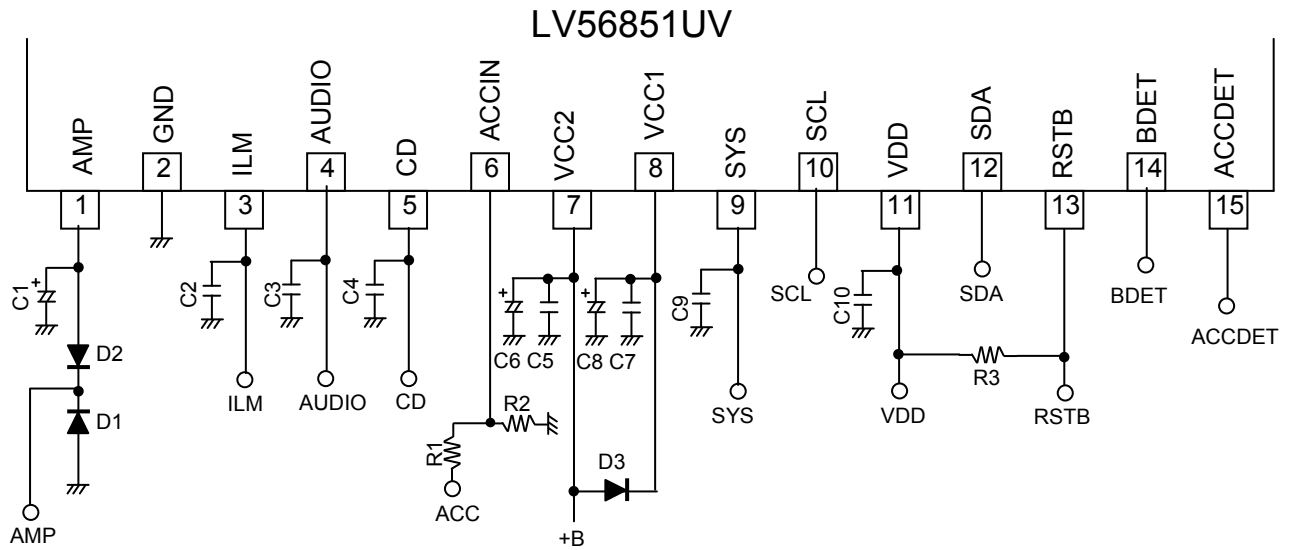 LV56851UV
AMP
GND
ILM
AUDIO
CD
ACCIN
VCC2
VCC1
SYS
SCL
VDD
SDA
RSTB
BDET
ACCDET
1
2
3
4
5
6
7
8
9
10
11
12
13
14
15
C1
+
C2
C3
C4
+
C6 C5
+
C8 C7
C9
SCL
C10
SDA
BDET
ACCDET
D2
D1
ILM
AUDIO
CD
R2
R1
D3
SYS
VDD
R3
RSTB
AMP
ACC
+B